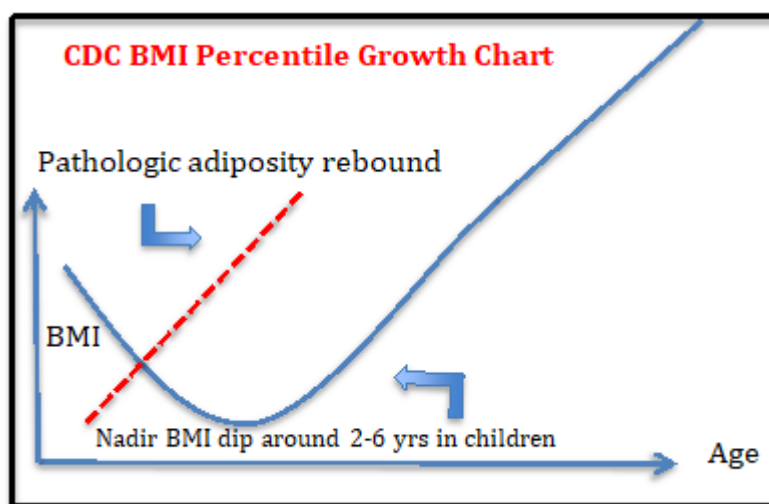 CDC BMI Percentile Growth Chart
Pathologic adiposity rebound
BMI
Nadir BMI dip around 2-6 yrs in children
Age